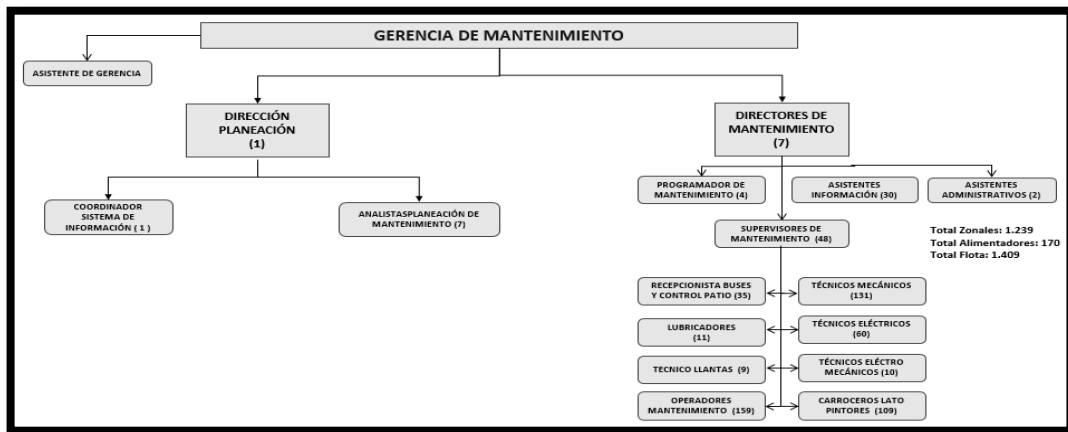 GERENCIA DE MANTENIMIENTO
ASISTENTE DE GERENCIA
DIRECCIÓN
PLANEACIÓN
(1)
DIRECTORES DE
MANTENIMIENTO
(7)
COORDINADOR
SISTEMA DE
INFORMACIÓN ( 1 )
ANALISTASPLANEACIÓN DE
MANTENIMIENTO (7)
PROGRAMADOR DE
MANTENIMIENTO (4)
ASISTENTES
INFORMACIÓN (30)
ASISTENTES
ADMINISTRATIVOS (2)
SUPERVISORES DE
MANTENIMIENTO (48)
Total Zonales: 1.239
Total Alimentadores: 170
Total Flota: 1.409
RECEPCIONISTA BUSES
Y CONTROL PATIO (35)
TÉCNICOS MECÁNICOS
(131)
LUBRICADORES
(11)
TÉCNICOS ELÉCTRICOS
(60)
TECNICO LLANTAS (9)
TÉCNICOS ELÉCTRO
MECÁNICOS (10)
OPERADORES
MANTENIMIENTO (159)
CARROCEROS LATO
PINTORES (109)